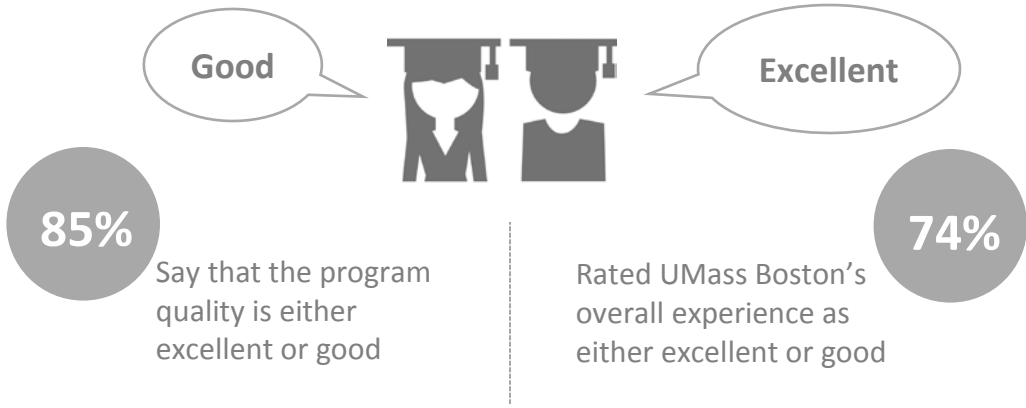 Good
Excellent
85%
Say that the program
quality is either
excellent or good
74%
Rated UMass Boston’s
overall experience as
either excellent or good